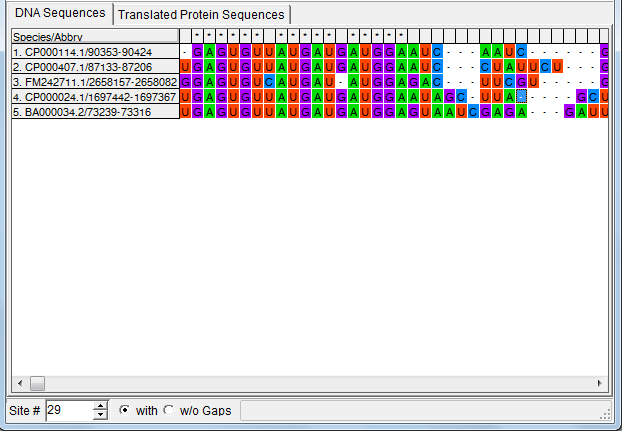 DNA Sequences Translated Protein Sequences
Species/Abbrv * * * * * * * * * * * * * * * *
1. CP000114.1/90353-90424 - G A G U G U U A U G A U G A U G G A A U C - - - A A U C - - - - - - G
2. CP000407.1/87133-87206 U G A G U G U U A U G A U G A U G G A A U C - - - C U A U U C U - - - G
3. FM242711.1/2658157-2658082 G G A G U G U C A U G A U - A U G G A G A C - - - U U C G U - - - - - G
4. CP000024.1/1697442-1697367 U G A G U G U U A U G A U G A U G G A A U A G C - U U A - - - - - G C U
5. BA000034.2/73239-73316 U G A G U G U U A U G A U G A U G G A G U A A U C G A G A - - - G A U U
Site # 29 with w/o Gaps